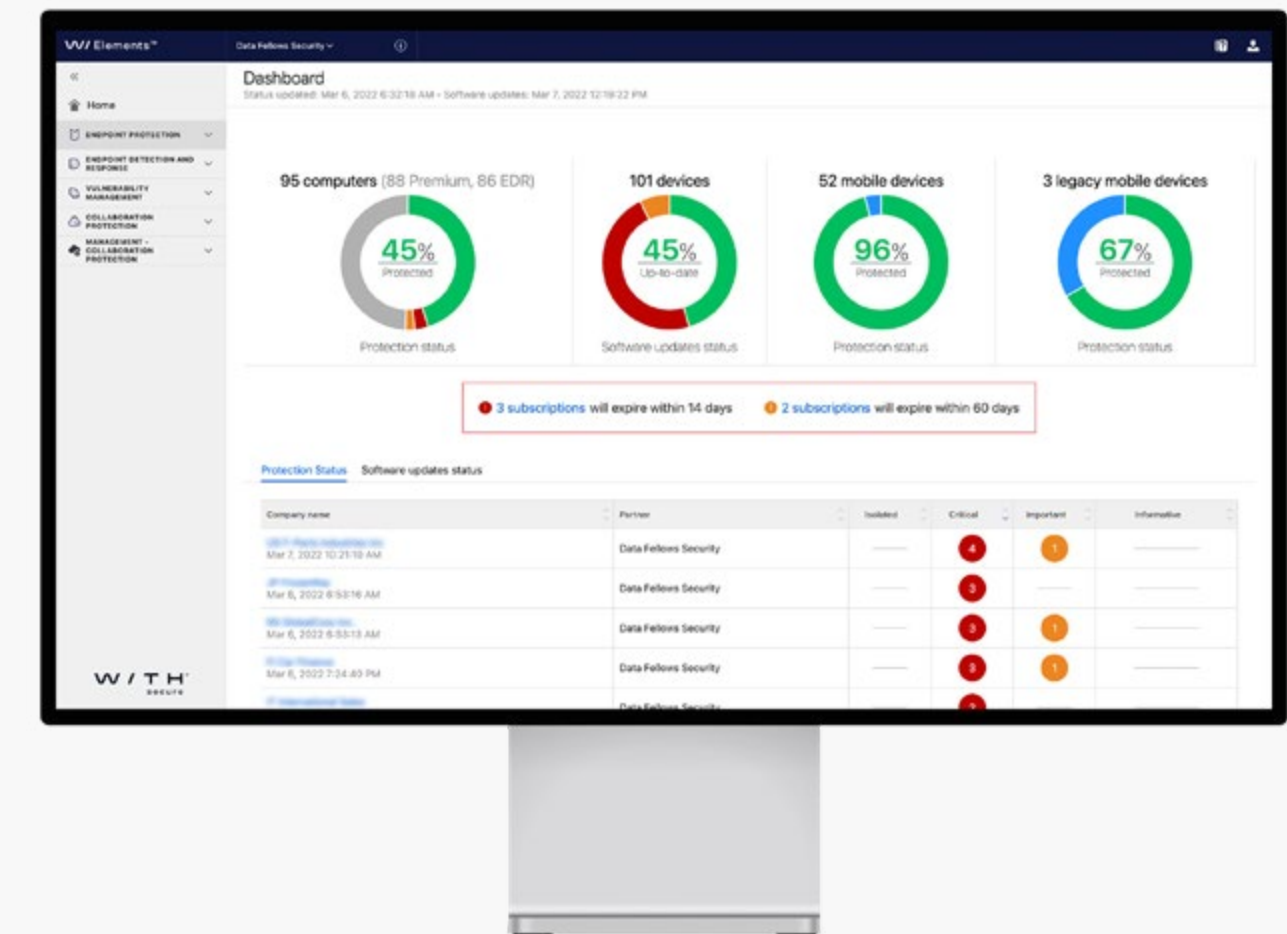 W/ Elements™
Data Fellows Security
Dashboard
Status updated: Mar 6, 2022 6:32:18 AM - Software updates: Mar 7, 2022 12:19:22 PM
Home
ENDPOINT PROTECTION
ENDPOINT DETECTION AND
RESPONSE
VULNERABILITY
MANAGEMENT
COLLABORATION
PROTECTION
MANAGEMENT -
COLLABORATION
PROTECTION
95 computers (88 Premium, 86 EDR)
45%
Protected
Protection status
101 devices
45%
Up-to-date
Software updates status
52 mobile devices
96%
Protected
Protection status
3 legacy mobile devices
67%
Protected
Protection status
3 subscriptions will expire within 14 days
2 subscriptions will expire within 60 days
Protection Status Software updates status
Company name Partner Isolated Critical Important Informative
Data Fellows Security 4 1
Mar 7, 2022 10:21:19 AM
Data Fellows Security 3
Mar 6, 2022 6:53:16 AM
Data Fellows Security 3 1
Mar 6, 2022 6:53:13 AM
Data Fellows Security 3 1
Mar 6, 2022 7:24:40 PM
Data Fellows Security
W/TH
secure